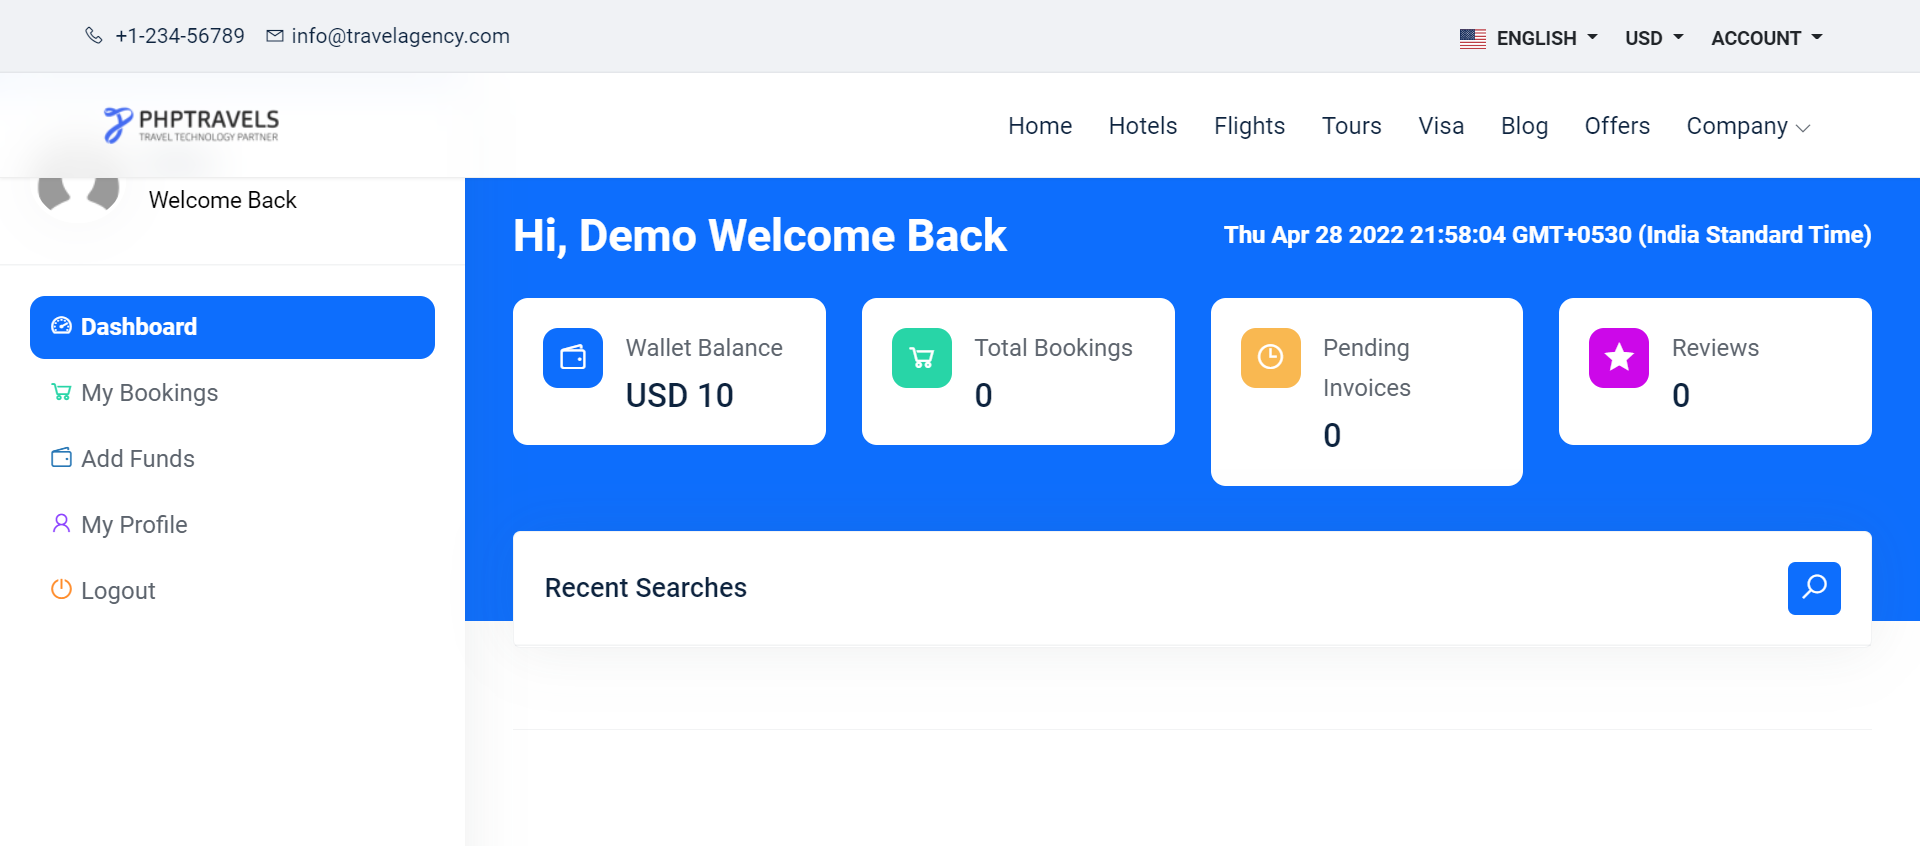 +1-234-56789 info@travelagency.com
ENGLISH USD ACCOUNT
PHPTRAVELS
TRAVEL TECHNOLOGY PARTNER
Home Hotels Flights Tours Visa Blog Offers Company
Welcome Back
Hi, Demo Welcome Back
Thu Apr 28 2022 21:58:04 GMT+0530 (India Standard Time)
Dashboard
My Bookings
Add Funds
My Profile
Logout
Wallet Balance
USD 10
Total Bookings
0
Pending
Invoices
0
Reviews
0
Recent Searches